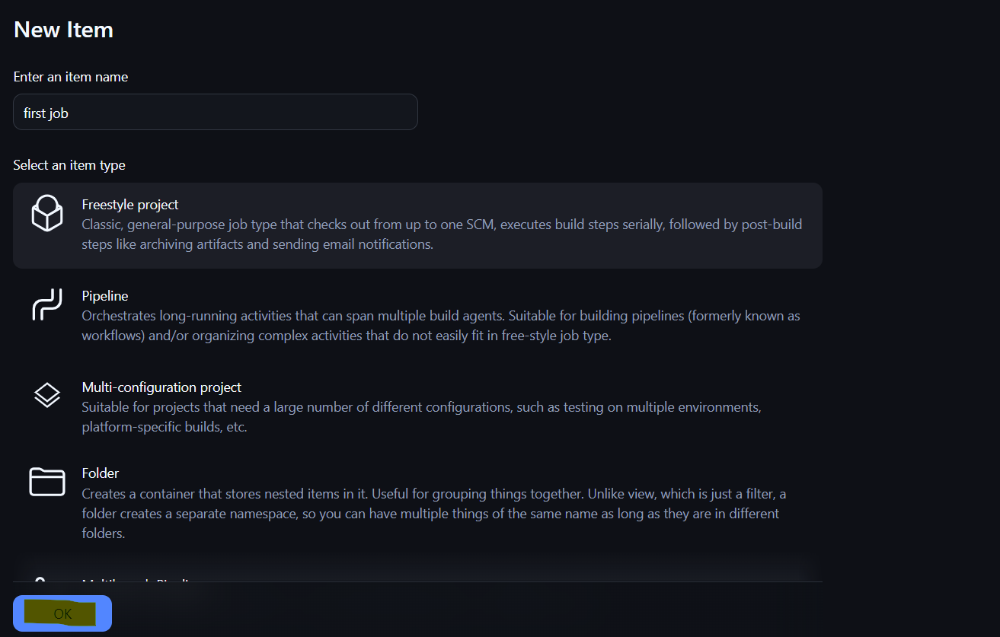 New Item
Enter an item name
first job
Select an item type
Freestyle project
Classic, general-purpose job type that checks out from up to one SCM, executes build steps serially, followed by post-build
steps like archiving artifacts and sending email notifications.
Pipeline
Orchestrates long-running activities that can span multiple build agents. Suitable for building pipelines (formerly known as
workflows) and/or organizing complex activities that do not easily fit in free-style job type.
Multi-configuration project
Suitable for projects that need a large number of different configurations, such as testing on multiple environments,
platform-specific builds, etc.
Folder
Creates a container that stores nested items in it. Useful for grouping things together. Unlike view, which is just a filter, a
folder creates a separate namespace, so you can have multiple things of the same name as long as they are in different
folders.
OK